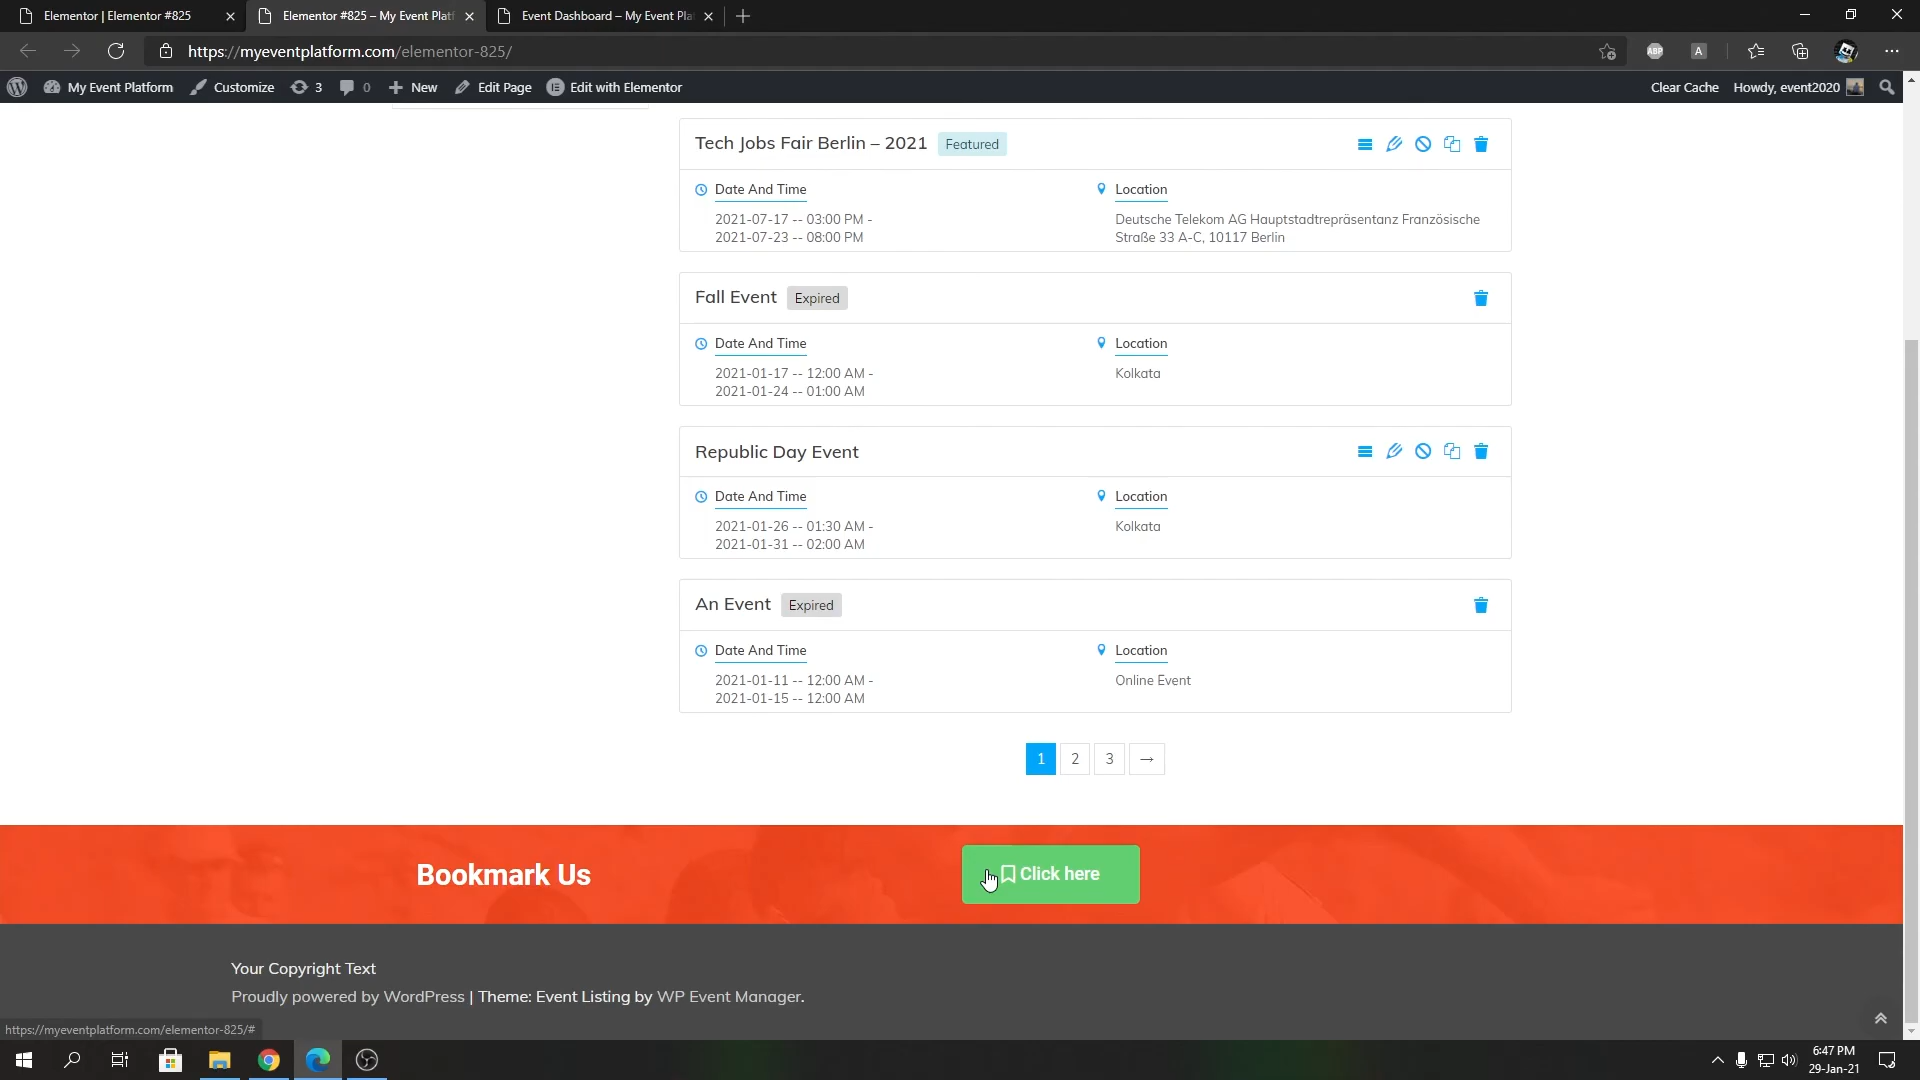 Elementor | Elementor #825
Elementor #825 – My Event Platf
Event Dashboard – My Event Pla
https://myeventplatform.com/elementor-825/
ABP
A
My Event Platform
Customize
3
0
New
Edit Page
Edit with Elementor
Clear Cache
Howdy, event2020
Tech Jobs Fair Berlin – 2021 Featured
Date And Time
2021-07-17 -- 03:00 PM -
2021-07-23 -- 08:00 PM
Location
Deutsche Telekom AG Hauptstadtrepräsentanz Französische
Straße 33 A-C, 10117 Berlin
Fall Event Expired
Date And Time
2021-01-17 -- 12:00 AM -
2021-01-24 -- 01:00 AM
Location
Kolkata
Republic Day Event
Date And Time
2021-01-26 -- 01:30 AM -
2021-01-31 -- 02:00 AM
Location
Kolkata
An Event Expired
Date And Time
2021-01-11 -- 12:00 AM -
2021-01-15 -- 12:00 AM
Location
Online Event
1 2 3 →
Bookmark Us
Click here
Your Copyright Text
Proudly powered by WordPress | Theme: Event Listing by WP Event Manager.
https://myeventplatform.com/elementor-825/#
6:47 PM
29-Jan-21